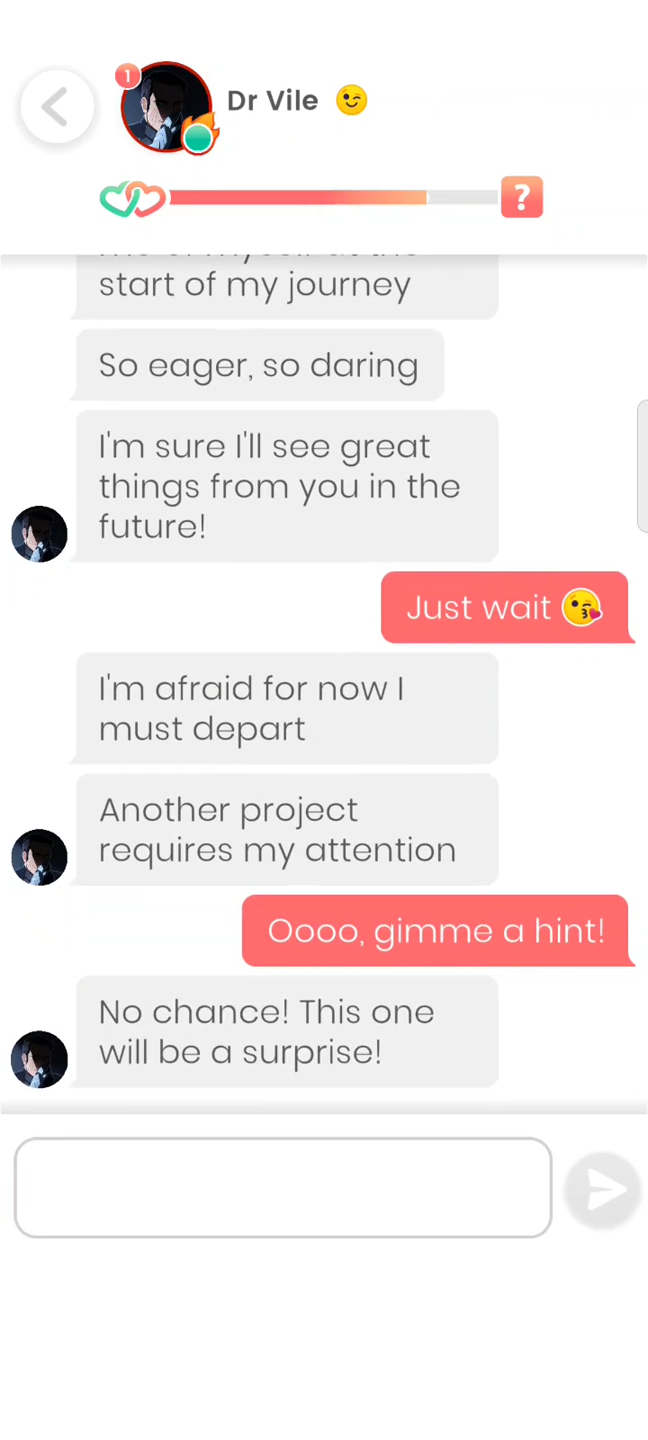 1
Dr Vile 😉
?
start of my journey
So eager, so daring
I'm sure I'll see great
things from you in the
future!
Just wait 😘
I'm afraid for now I
must depart
Another project
requires my attention
Oooo, gimme a hint!
No chance! This one
will be a surprise!